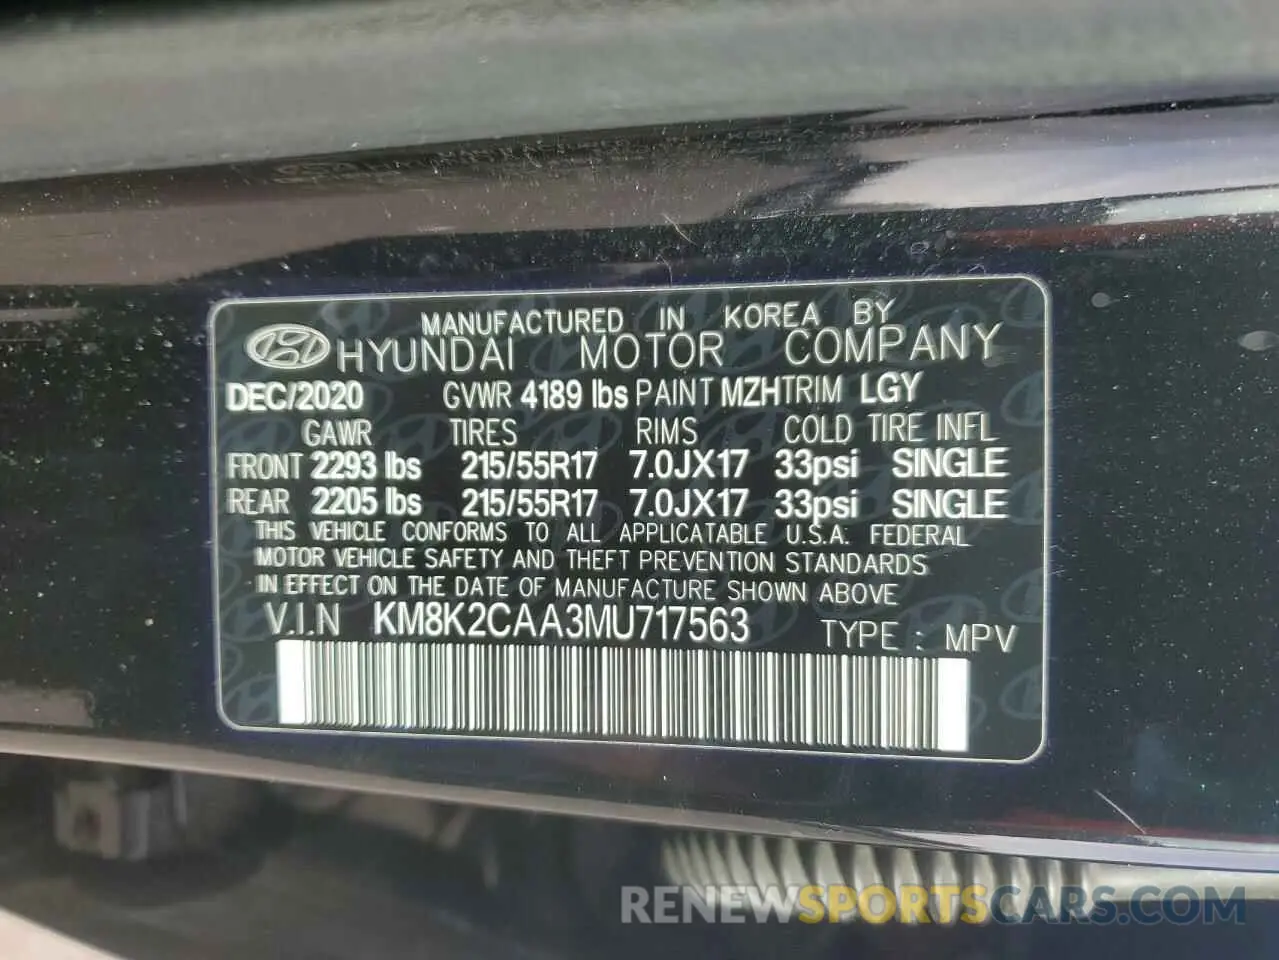 MANUFACTURED IN KOREA BY
HYUNDAI MOTOR COMPANY
DEC/2020 GVWR 4189 lbs PAINT MZH TRIM LGY
GAWR TIRES RIMS COLD TIRE INFL
FRONT 2293 lbs 215/55R17 7.0JX17 33psi SINGLE
REAR 2205 lbs 215/55R17 7.0JX17 33psi SINGLE
THIS VEHICLE CONFORMS TO ALL APPLICATABLE U.S.A. FEDERAL
MOTOR VEHICLE SAFETY AND THEFT PREVENTION STANDARDS
IN EFFECT ON THE DATE OF MANUFACTURE SHOWN ABOVE
V.I.N KM8K2CAA3MU717563 TYPE : MPV
RENEWSPORTSCARS.COM